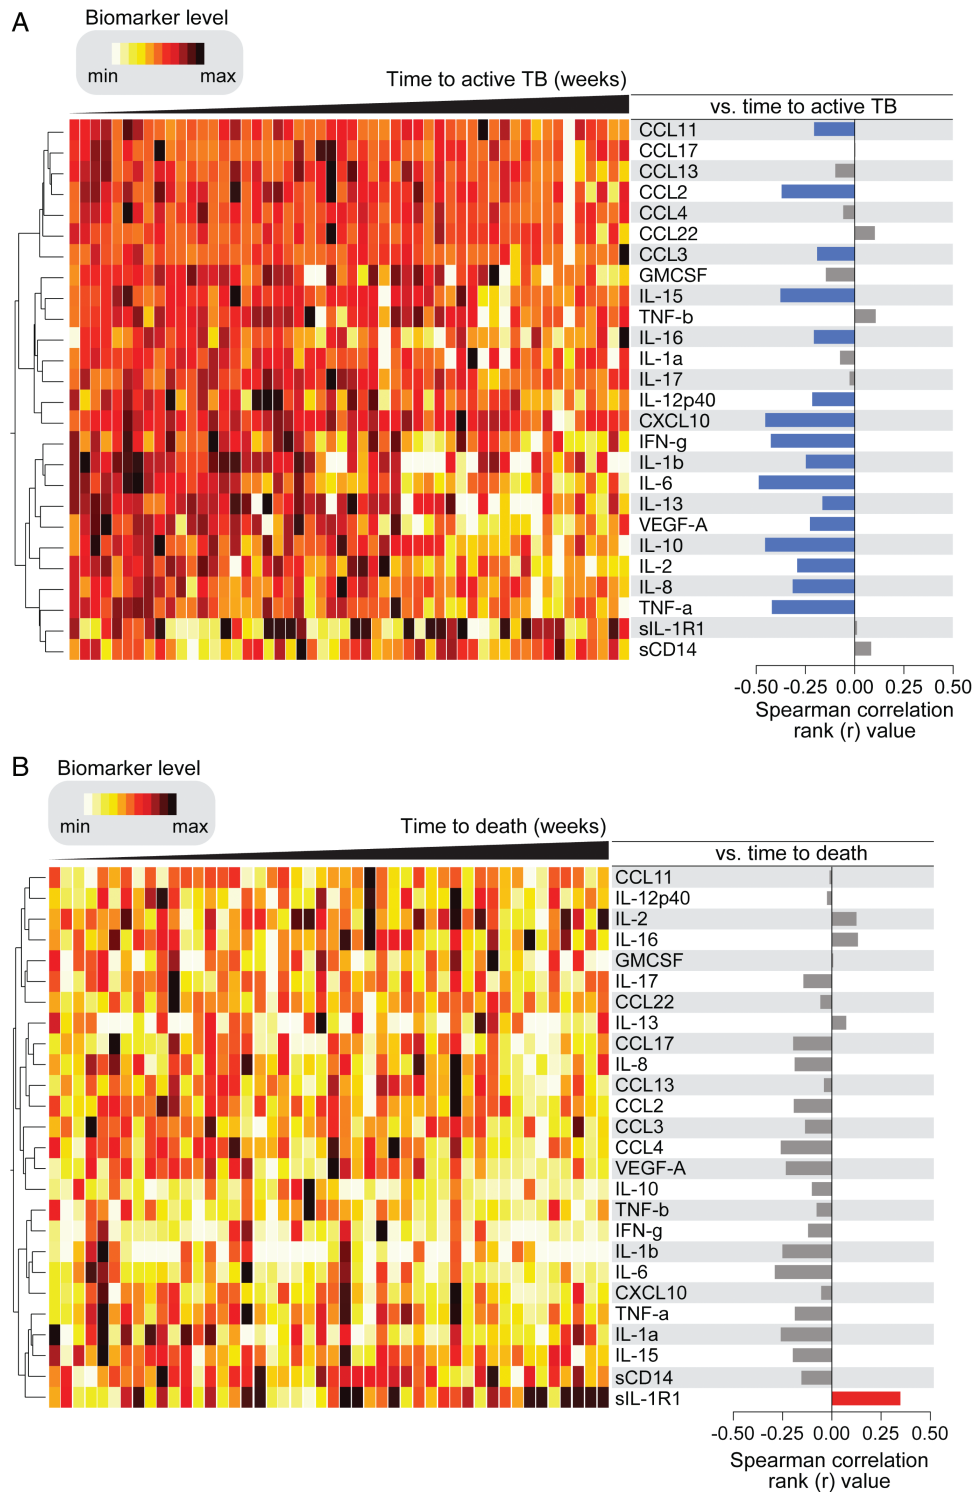 A
Biomarker level
min max
Time to active TB (weeks)
vs. time to active TB
CCL11
CCL17
CCL13
CCL2
CCL4
CCL22
CCL3
GMCSF
IL-15
TNF-b
IL-16
IL-1a
IL-17
IL-12p40
CXCL10
IFN-g
IL-1b
IL-6
IL-13
VEGF-A
IL-10
IL-2
IL-8
TNF-a
sIL-1R1
sCD14
-0.50 -0.25 0.00 0.25 0.50
Spearman correlation
rank (r) value
B
Biomarker level
min max
Time to death (weeks)
vs. time to death
CCL11
IL-12p40
IL-2
IL-16
GMCSF
IL-17
CCL22
IL-13
CCL17
IL-8
CCL13
CCL2
CCL3
CCL4
VEGF-A
IL-10
TNF-b
IFN-g
IL-1b
IL-6
CXCL10
TNF-a
IL-1a
IL-15
sCD14
sIL-1R1
-0.50 -0.25 0.00 0.25 0.50
Spearman correlation
rank (r) value